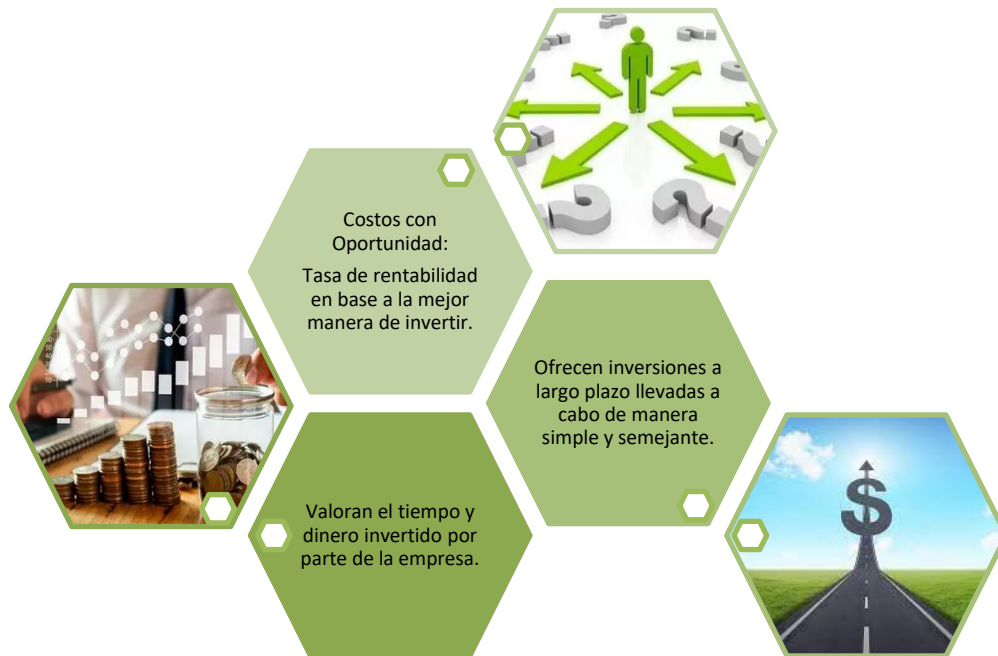 Costos con
Oportunidad:
Tasa de rentabilidad
en base a la mejor
manera de invertir.
Ofrecen inversiones a
largo plazo llevadas a
cabo de manera
simple y semejante.
Valoran el tiempo y
dinero invertido por
parte de la empresa.